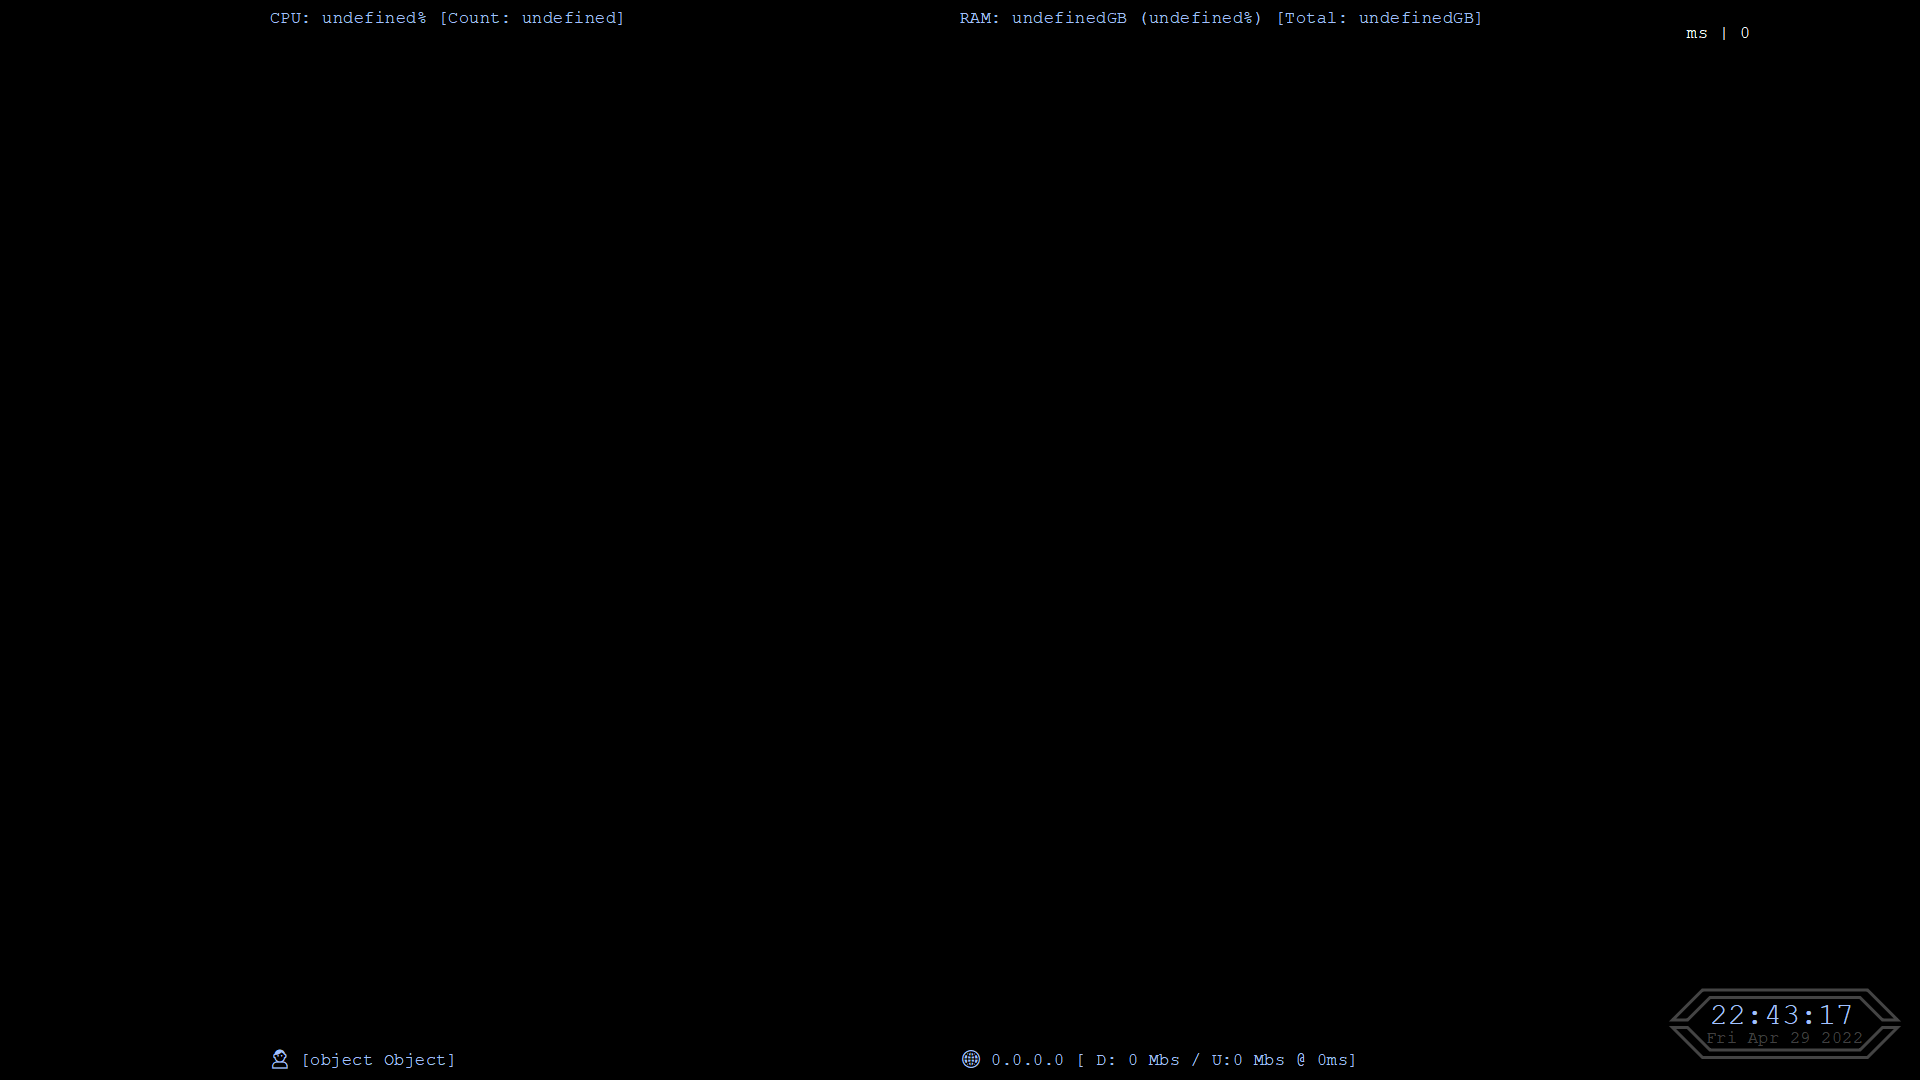 CPU: undefined% [Count: undefined]
RAM: undefinedGB (undefined%) [Total: undefinedGB]
ms | 0
22:43:17
Fri Apr 29 2022
[object Object]
0.0.0.0 [ D: 0 Mbs / U:0 Mbs @ 0ms]